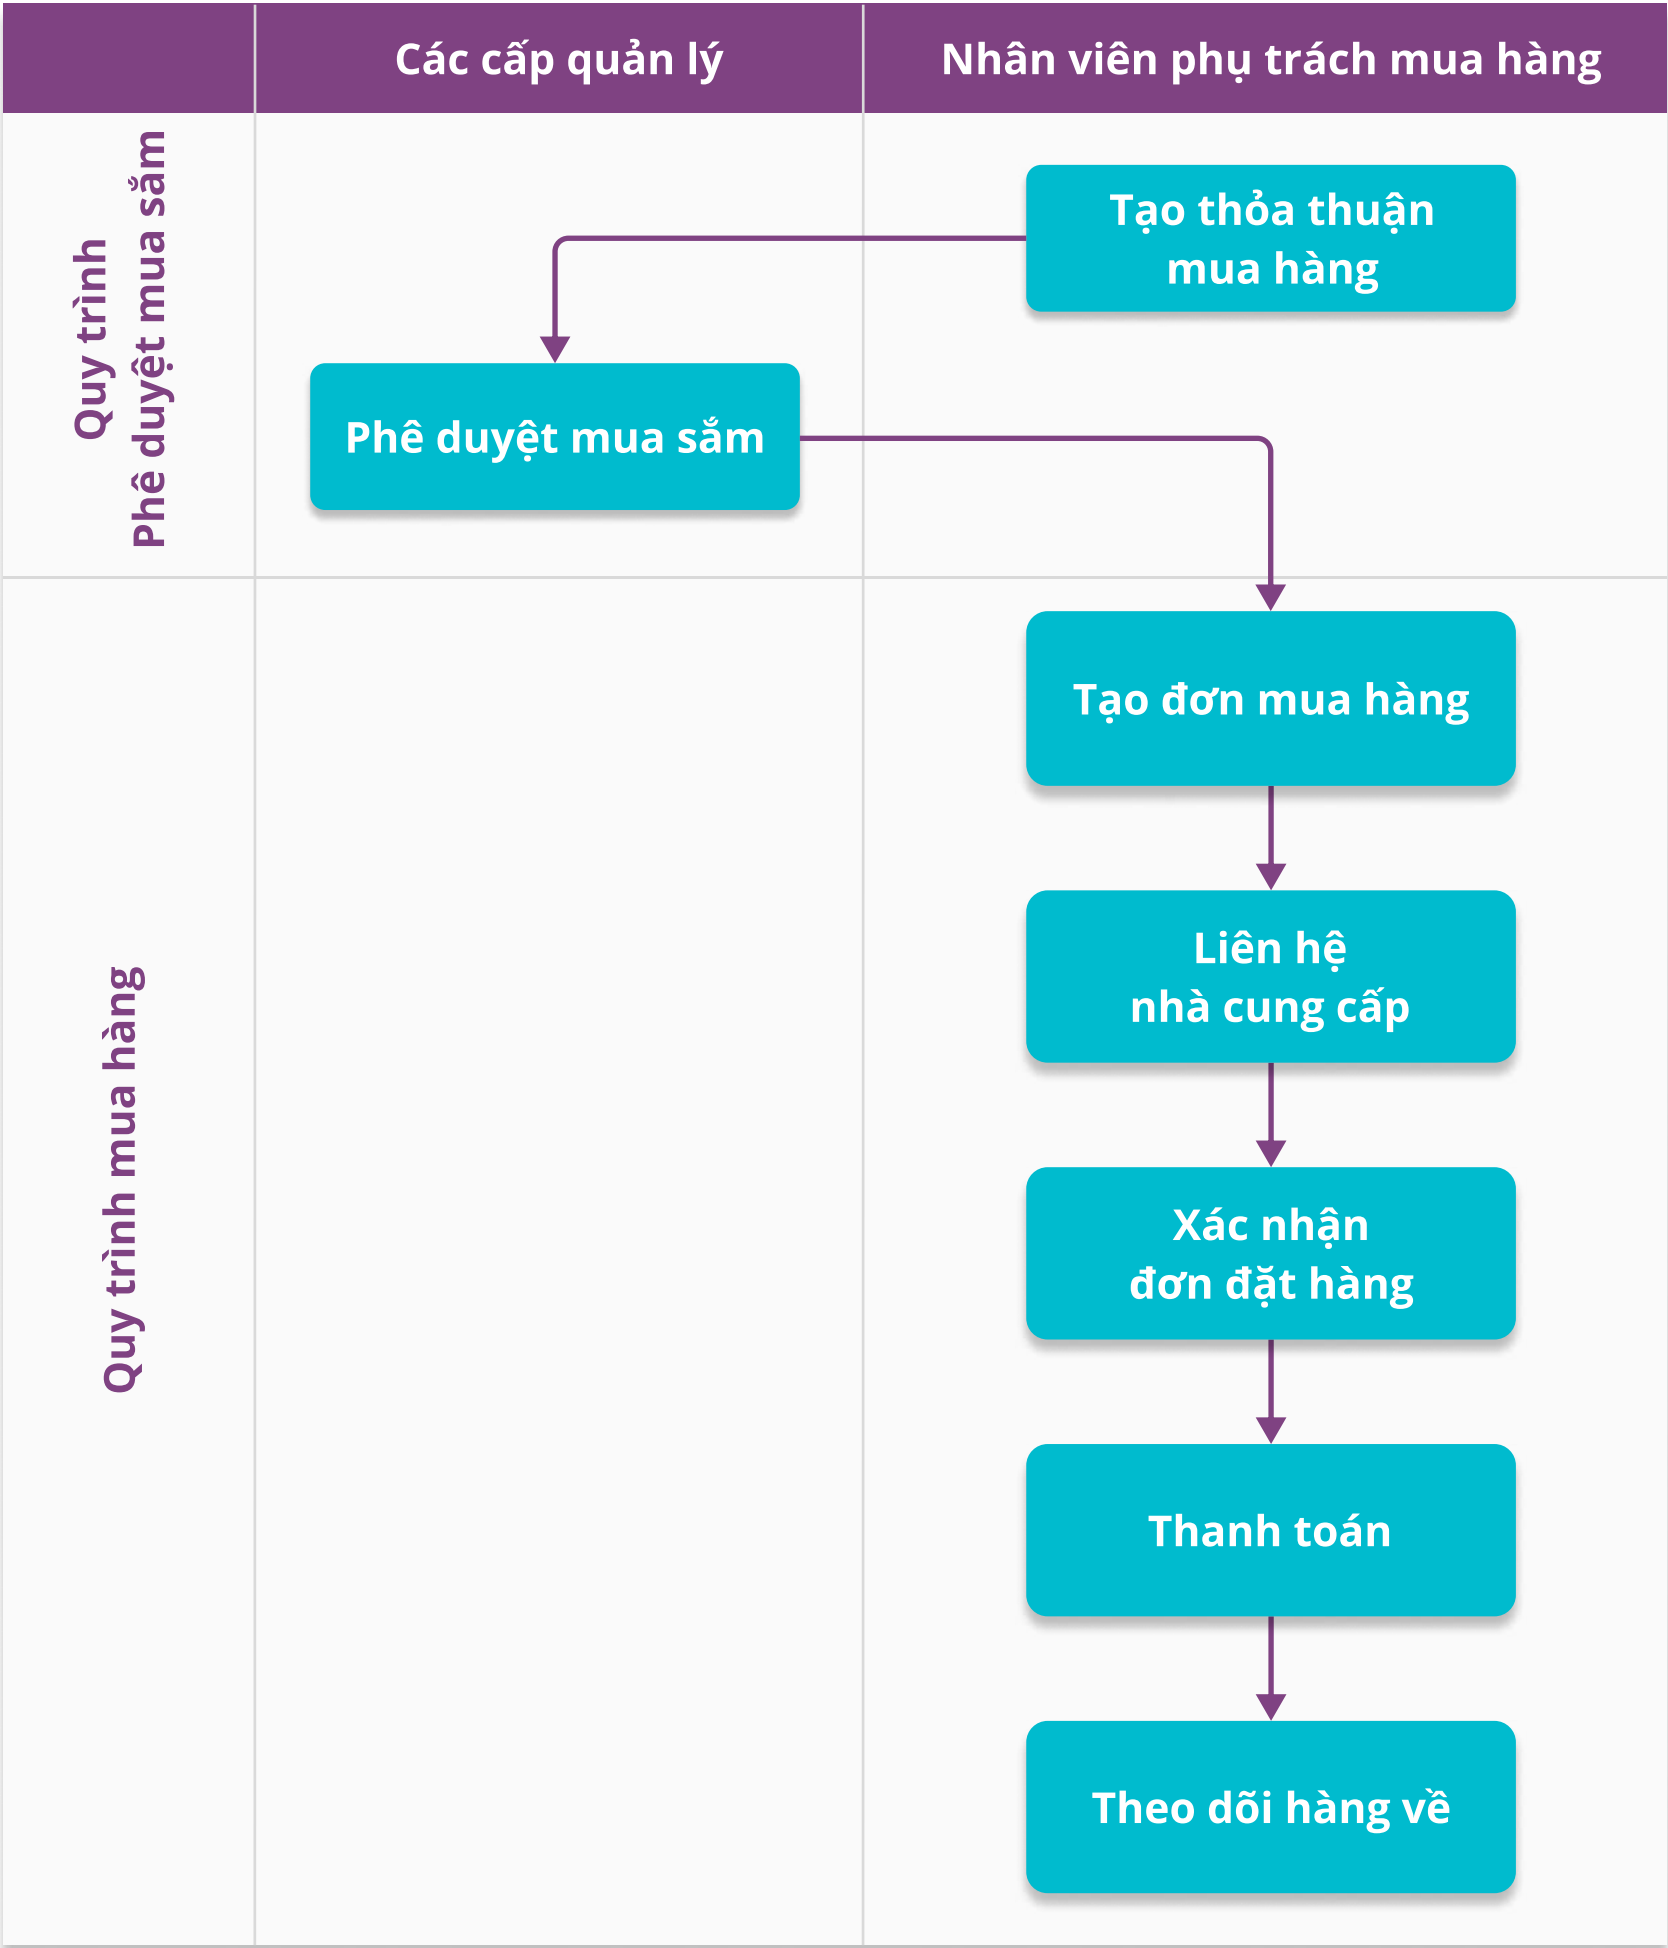 Các cấp quản lý
Nhân viên phụ trách mua hàng
Quy trình
Phê duyệt mua sắm
Tạo thỏa thuận
mua hàng
Phê duyệt mua sắm
Quy trình mua hàng
Tạo đơn mua hàng
Liên hệ
nhà cung cấp
Xác nhận
đơn đặt hàng
Thanh toán
Theo dõi hàng về